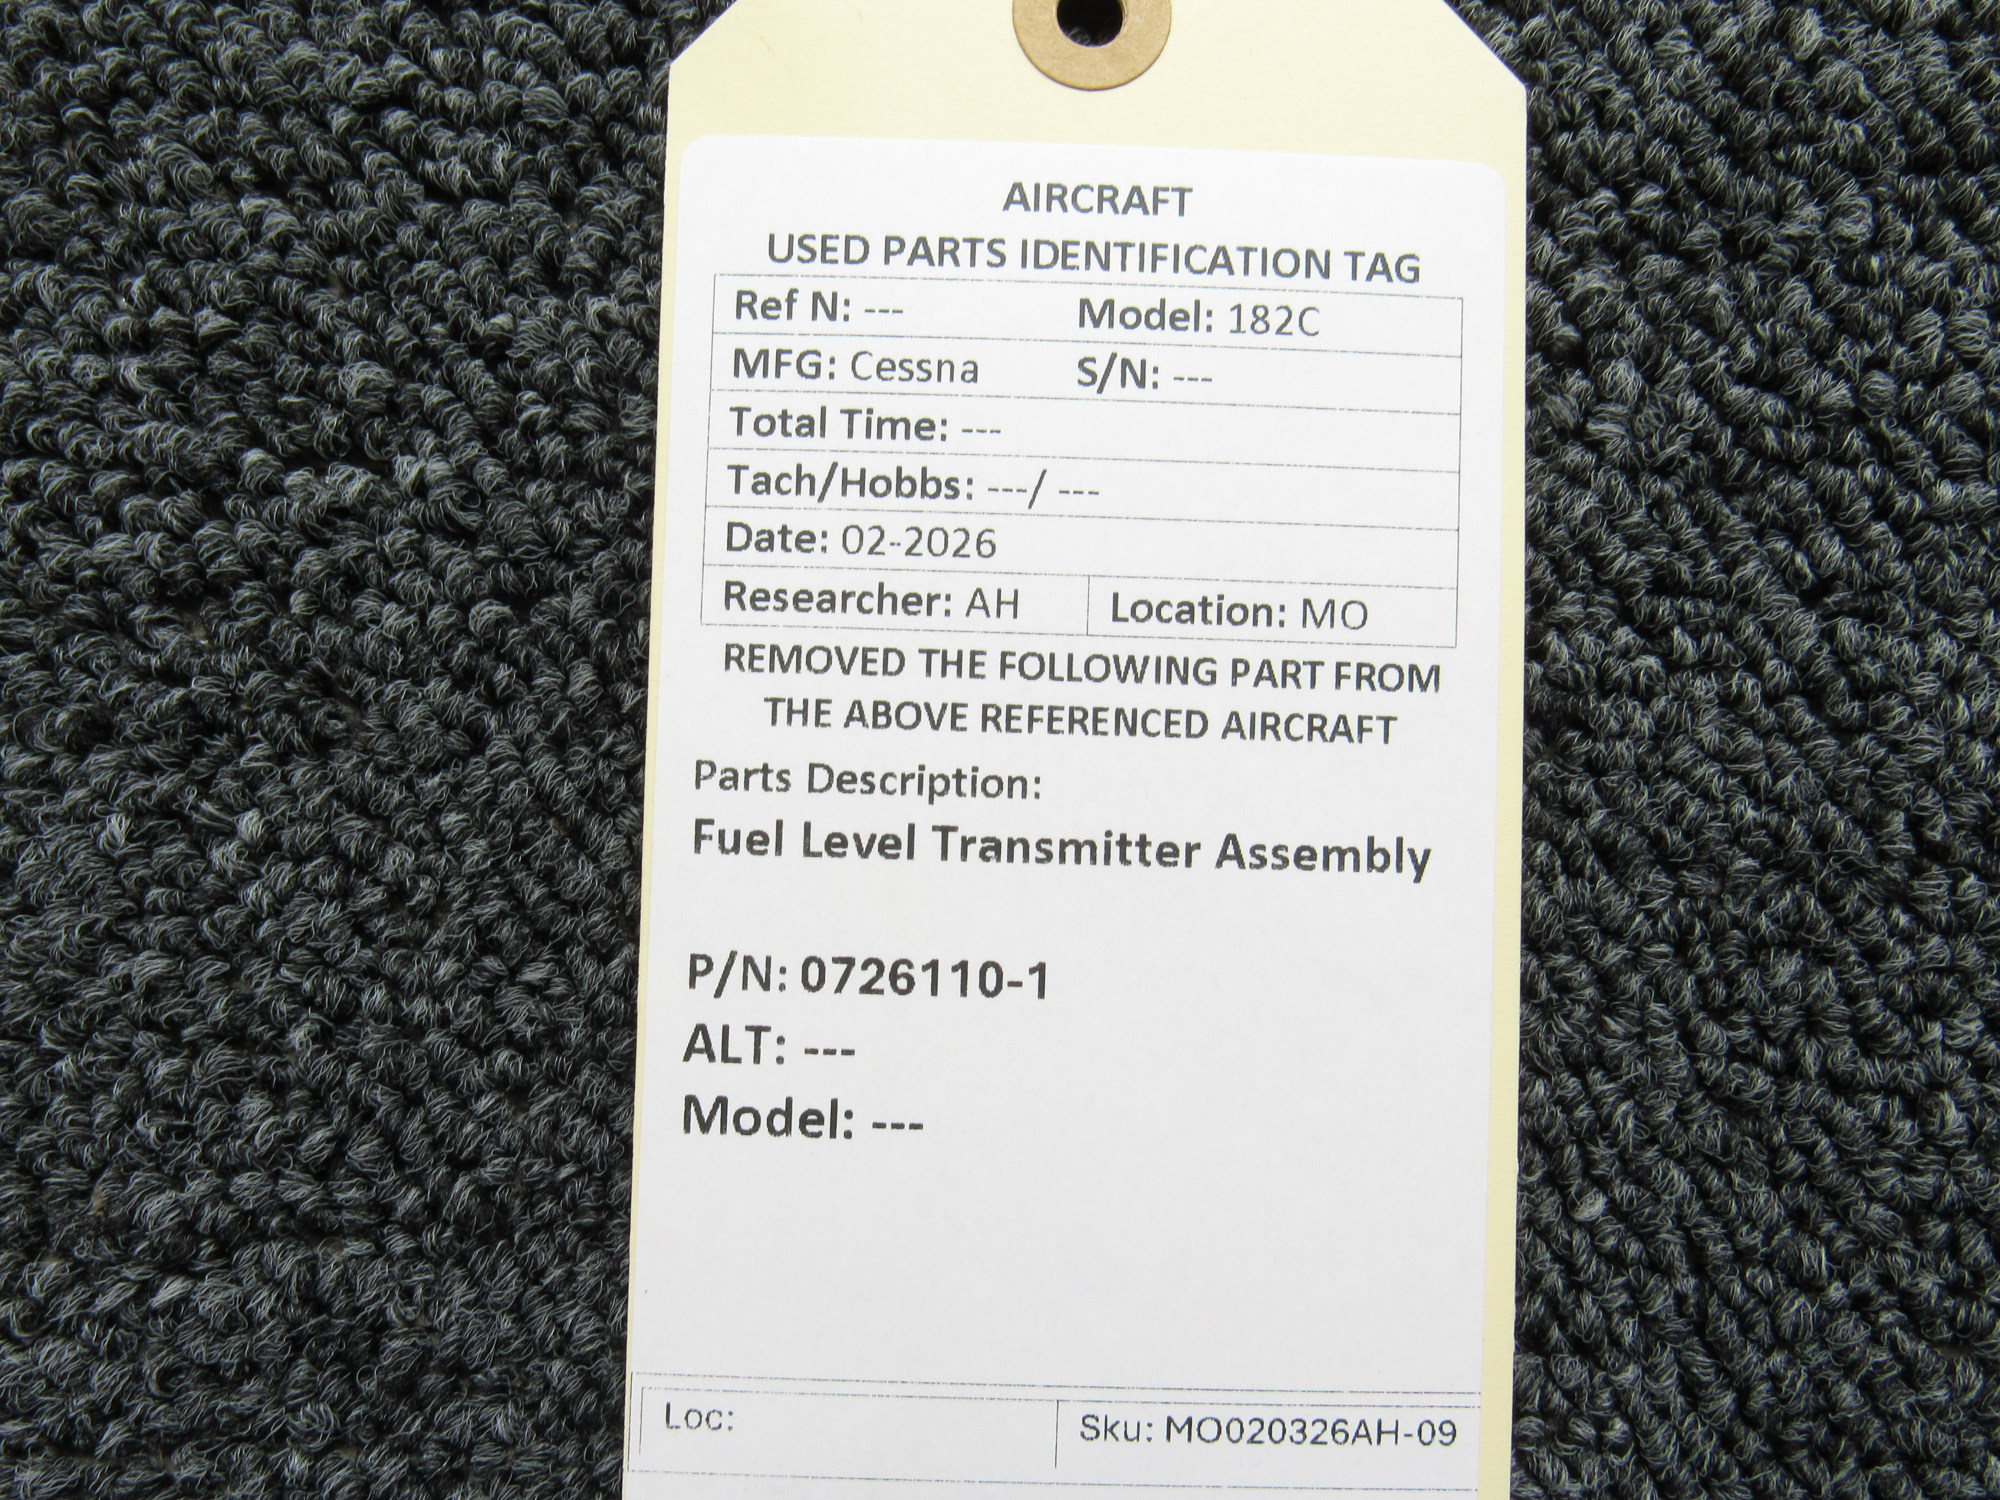 AIRCRAFT
USED PARTS IDENTIFICATION TAG
Ref N: --- Model: 182C
MFG: Cessna S/N: ---
Total Time: ---
Tach/Hobbs: ---/ ---
Date: 02-2026
Researcher: AH Location: MO
REMOVED THE FOLLOWING PART FROM
THE ABOVE REFERENCED AIRCRAFT
Parts Description:
Fuel Level Transmitter Assembly
P/N: 0726110-1
ALT: ---
Model: ---
Loc: Sku: MO020326AH-09